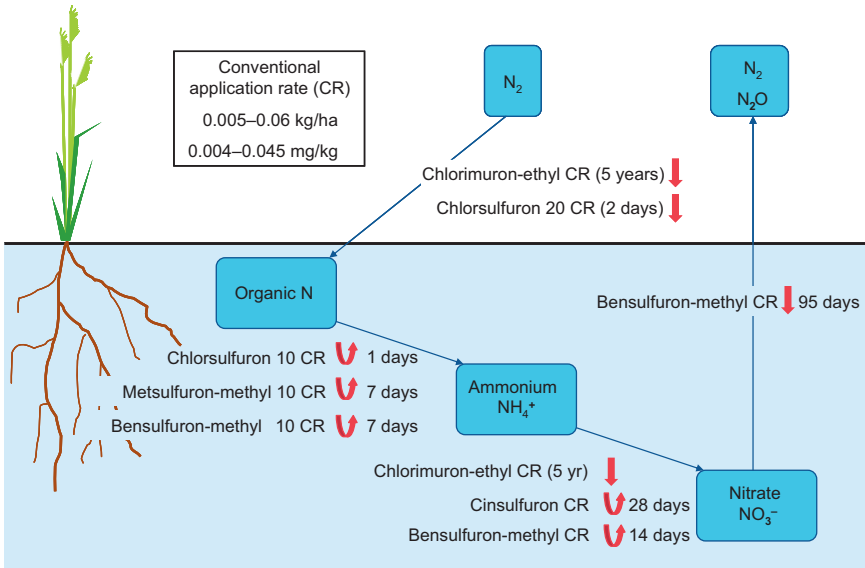 Conventional
application rate (CR)
0.005–0.06 kg/ha
0.004–0.045 mg/kg
N₂
N₂
N₂O
Chlorimuron-ethyl CR (5 years)
Chlorsulfuron 20 CR (2 days)
Organic N
Bensulfuron-methyl CR 95 days
Chlorsulfuron 10 CR 1 days
Metsulfuron-methyl 10 CR 7 days
Bensulfuron-methyl 10 CR 7 days
Ammonium
NH₄⁺
Chlorimuron-ethyl CR (5 yr)
Cinsulfuron CR 28 days
Bensulfuron-methyl CR 14 days
Nitrate
NO₃⁻